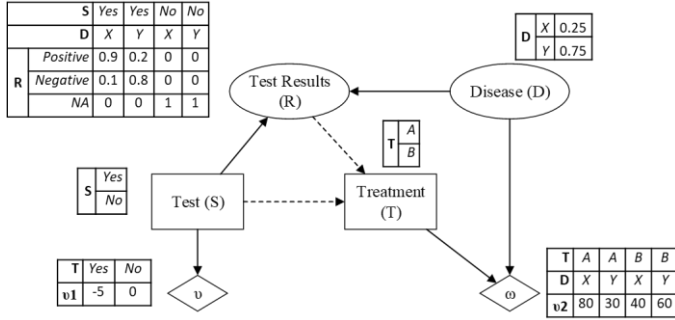 S Yes Yes No No
D X Y X Y
R Positive 0.9 0.2 0 0
Negative 0.1 0.8 0 0
NA 0 0 1 1
D X 0.25
Y 0.75
Test Results
(R)
Disease (D)
T A
B
S Yes
No
Test (S)
Treatment
(T)
T Yes No
υ1 -5 0
υ
ω
T A A B B
D X Y X Y
υ2 80 30 40 60